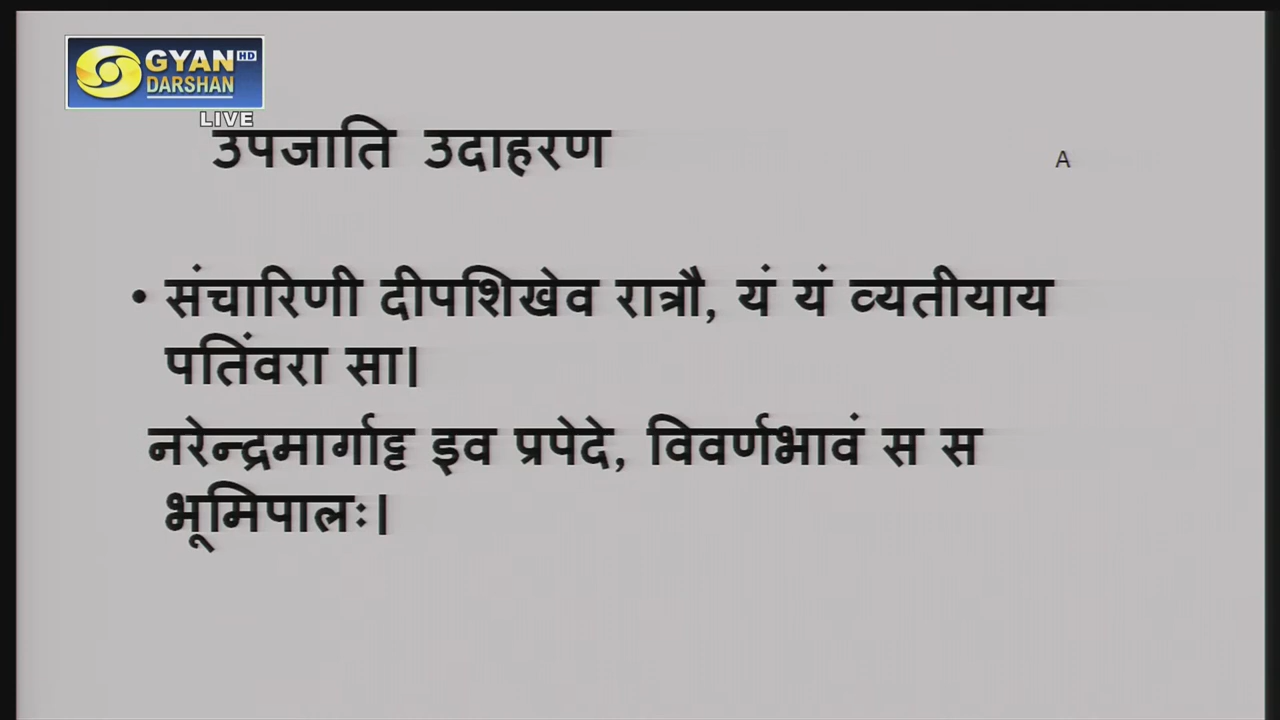 GYAN HD
DARSHAN
LIVE
उपजाति उदाहरण
A
• संचारिणी दीपशिखेव रात्रौ, यं यं व्यतीयाय
पतिंवरा सा।
नरेन्द्रमार्गाट्ट इव प्रपेदे, विवर्णभावं स स
भूमिपालः।